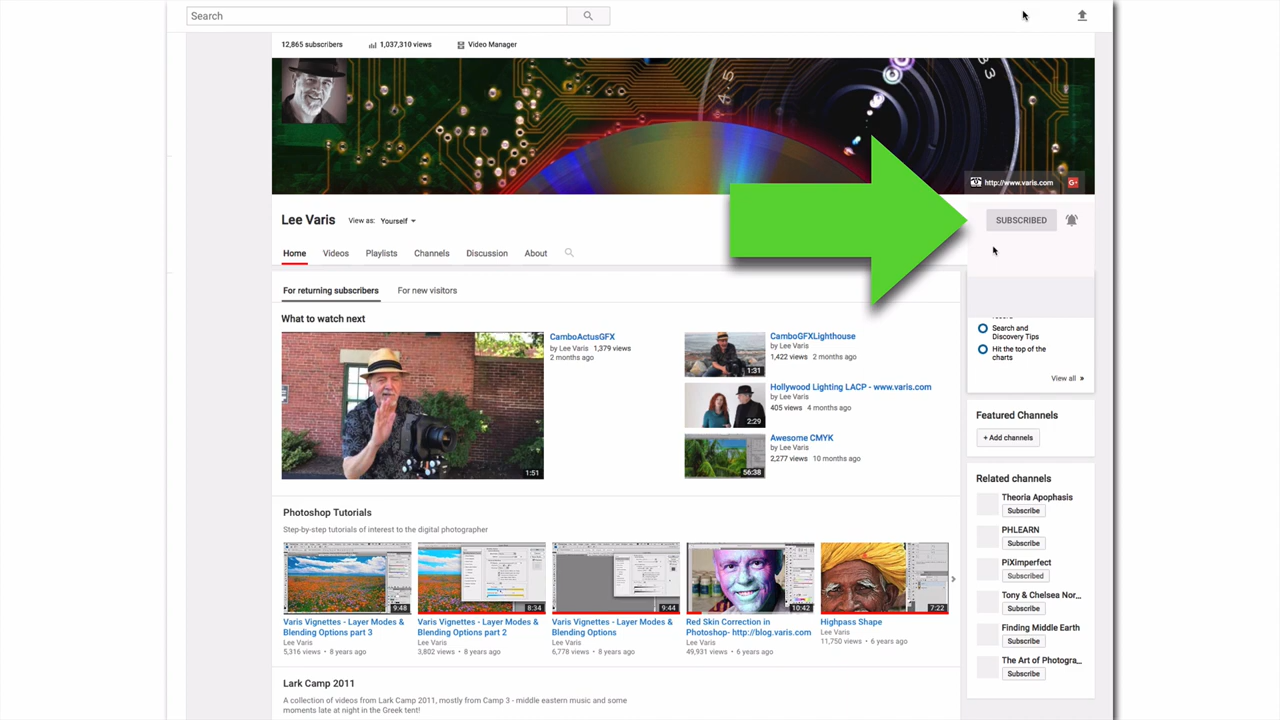 Search
12,865 subscribers 1,037,310 views Video Manager
4.5
http://www.varis.com
Lee Varis View as: Yourself
SUBSCRIBED
Home Videos Playlists Channels Discussion About
For returning subscribers For new visitors
What to watch next
1:51
CamboActusGFX
by Lee Varis 1,379 views
2 months ago
1:31
CamboGFXLighthouse
by Lee Varis
1,422 views 2 months ago
2:29
Hollywood Lighting LACP - www.varis.com
by Lee Varis
405 views 4 months ago
56:38
Awesome CMYK
by Lee Varis
2,277 views 10 months ago
Search and
Discovery Tips
Hit the top of the
charts
View all »
Featured Channels
+ Add channels
Related channels
Theoria Apophasis
Subscribe
PHLEARN
Subscribe
PiXimperfect
Subscribed
Tony & Chelsea Nor...
Subscribe
Finding Middle Earth
Subscribe
The Art of Photogra...
Subscribe
Photoshop Tutorials
Step-by-step tutorials of interest to the digital photographer
9:48
Varis Vignettes - Layer Modes &
Blending Options part 3
Lee Varis
5,316 views • 8 years ago
8:34
Varis Vignettes - Layer Modes &
Blending Options part 2
Lee Varis
3,802 views • 8 years ago
9:44
Varis Vignettes - Layer Modes &
Blending Options
Lee Varis
6,778 views • 8 years ago
10:42
Red Skin Correction in
Photoshop- http://blog.varis.com
Lee Varis
49,931 views • 6 years ago
7:22
Highpass Shape
Lee Varis
11,750 views • 6 years ago
Lark Camp 2011
A collection of videos from Lark Camp 2011, mostly from Camp 3 - middle eastern music and some
moments late at night in the Greek tent!